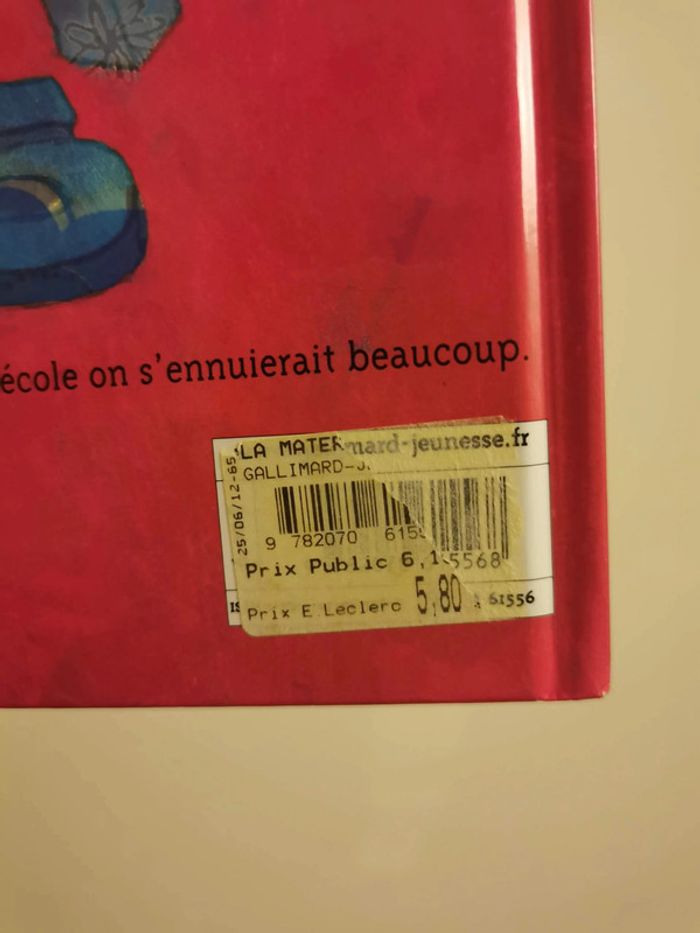 école on s'ennuierait beaucoup.
LA MATER
mard-jeunesse.fr
GALLIMARD-J
25/06/12-65
9 782070 615
5568
Prix Public 6,1
Prix E.Leclerc 5,80
61556